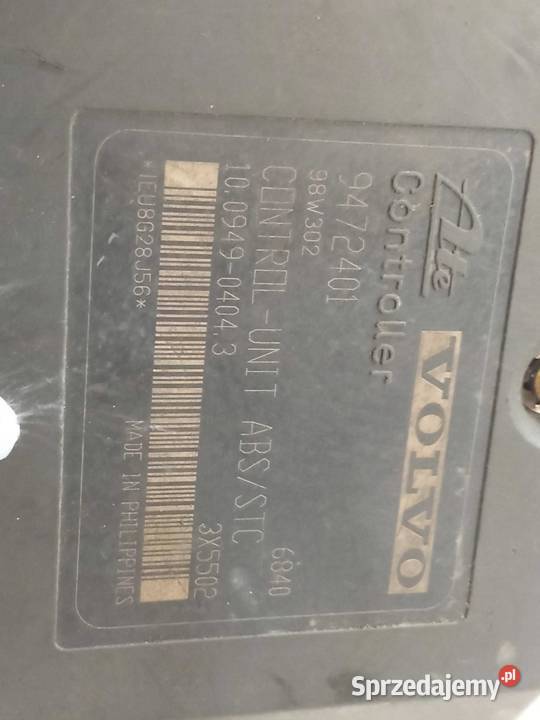 Ate VOLVO
Controller
9472401
98W302 6840
CONTROL-UNIT ABS/STC
10.0949-0404.3 3X5502
*1EU8G28J56* MADE IN PHILIPPINES
Sprzedajemy.pl